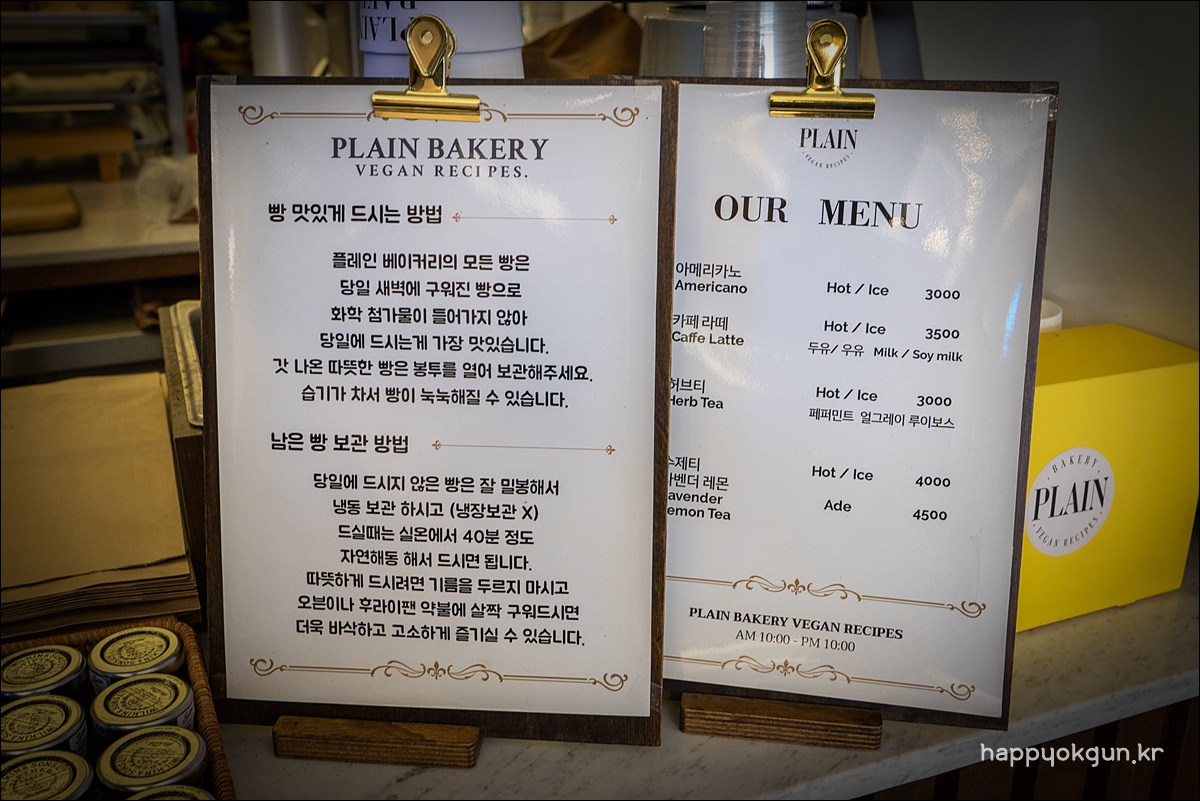 PLAIN BAKERY
VEGAN RECIPES.
빵 맛있게 드시는 방법
플레인 베이커리의 모든 빵은
당일 새벽에 구워진 빵으로
화학 첨가물이 들어가지 않아
당일에 드시는게 가장 맛있습니다.
갓 나온 따뜻한 빵은 봉투를 열어 보관해주세요.
습기가 차서 빵이 눅눅해질 수 있습니다.
남은 빵 보관 방법
당일에 드시지 않은 빵은 잘 밀봉해서
냉동 보관 하시고 (냉장보관 X)
드실때는 실온에서 40분 정도
자연해동 해서 드시면 됩니다.
따뜻하게 드시려면 기름을 두르지 마시고
오븐이나 후라이팬 약불에 살짝 구워드시면
더욱 바삭하고 고소하게 즐기실 수 있습니다.
PLAIN
VEGAN RECIPES.
OUR MENU
아메리카노
Americano Hot / Ice 3000
카페 라떼
Caffe Latte Hot / Ice 3500
두유/ 우유 Milk / Soy milk
허브티
Herb Tea Hot / Ice 3000
페퍼민트 얼그레이 루이보스
제티
벤더 레몬 Hot / Ice 4000
avender
emon Tea Ade 4500
PLAIN BAKERY VEGAN RECIPES
AM 10:00 - PM 10:00
BAKERY
PLAIN
VEGAN RECIPES
happyokgun.kr